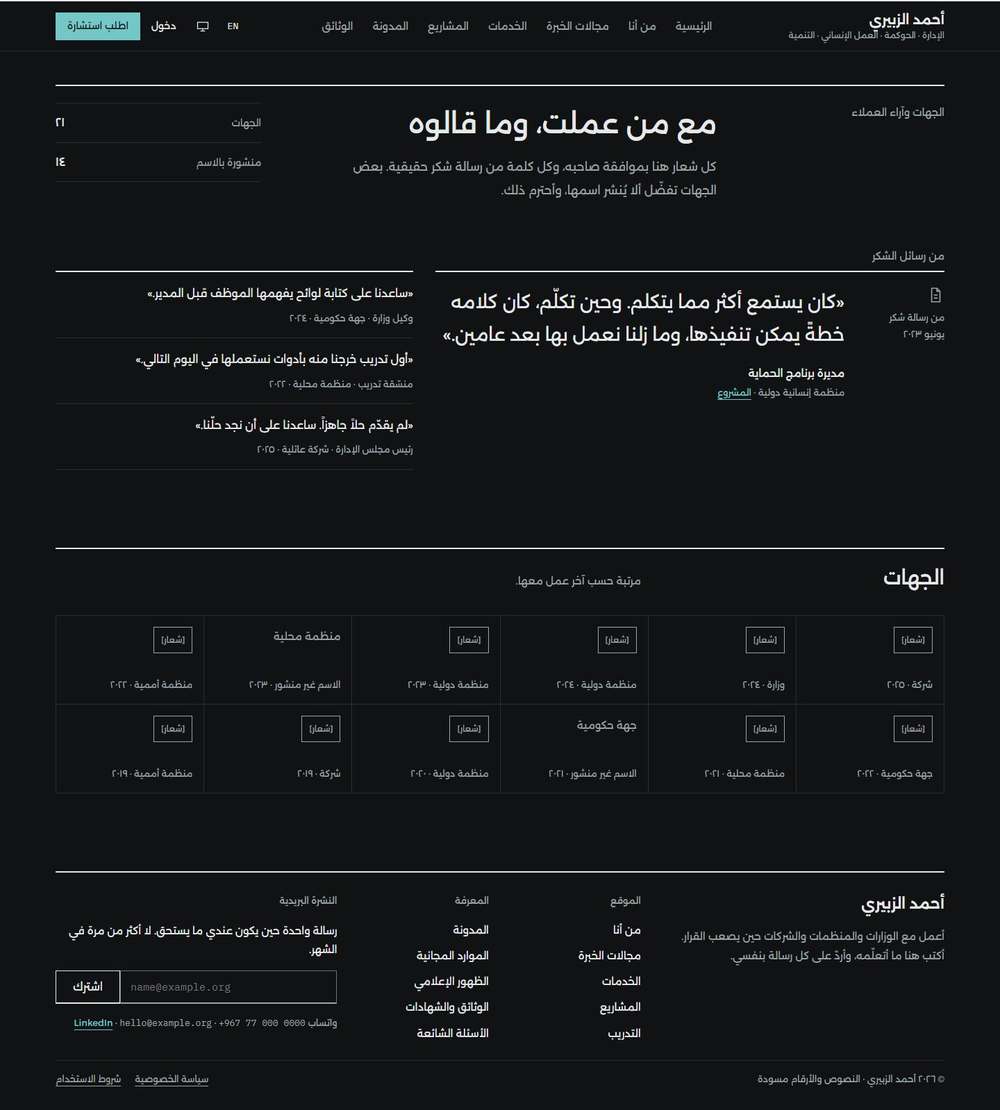 أحمد الزبيري
الإدارة · الحوكمة · العمل الإنساني · التنمية
الرئيسية
من أنا
مجالات الخبرة
الخدمات
المشاريع
المدونة
الوثائق
EN
دخول
اطلب استشارة
الجهات وآراء العملاء
مع من عملت، وما قالوه
كل شعار هنا بموافقة صاحبه، وكل كلمة من رسالة شكر حقيقية. بعض
الجهات تفضّل ألا يُنشر اسمها، وأحترم ذلك.
الجهات ٢١
منشورة بالاسم ١٤
من رسائل الشكر
من رسالة شكر
يونيو ٢٠٢٣
«كان يستمع أكثر مما يتكلم. وحين تكلّم، كان كلامه
خطةً يمكن تنفيذها، وما زلنا نعمل بها بعد عامين.»
مديرة برنامج الحماية
منظمة إنسانية دولية · المشروع
«ساعدنا على كتابة لوائح يفهمها الموظف قبل المدير.»
وكيل وزارة · جهة حكومية · ٢٠٢٤
«أول تدريب خرجنا منه بأدوات نستعملها في اليوم التالي.»
منسّقة تدريب · منظمة محلية · ٢٠٢٢
«لم يقدّم حلاً جاهزاً. ساعدنا على أن نجد حلّنا.»
رئيس مجلس الإدارة · شركة عائلية · ٢٠٢٥
الجهات
مرتبة حسب آخر عمل معها.
[شعار]
شركة · ٢٠٢٥
[شعار]
وزارة · ٢٠٢٤
[شعار]
منظمة دولية · ٢٠٢٤
[شعار]
منظمة دولية · ٢٠٢٣
منظمة محلية
الاسم غير منشور · ٢٠٢٣
[شعار]
منظمة أممية · ٢٠٢٢
[شعار]
جهة حكومية · ٢٠٢٢
[شعار]
منظمة محلية · ٢٠٢١
جهة حكومية
الاسم غير منشور · ٢٠٢١
[شعار]
منظمة دولية · ٢٠٢٠
[شعار]
شركة · ٢٠١٩
[شعار]
منظمة أممية · ٢٠١٩
أحمد الزبيري
أعمل مع الوزارات والمنظمات والشركات حين يصعب القرار.
أكتب هنا ما أتعلّمه، وأردّ على كل رسالة بنفسي.
الموقع
من أنا
مجالات الخبرة
الخدمات
المشاريع
التدريب
المعرفة
المدونة
الموارد المجانية
الظهور الإعلامي
الوثائق والشهادات
الأسئلة الشائعة
النشرة البريدية
رسالة واحدة حين يكون عندي ما يستحق. لا أكثر من مرة في
الشهر.
name@example.org
اشترك
واتساب 0000 000 77 967+ · hello@example.org · LinkedIn
© ٢٠٢٦ أحمد الزبيري · النصوص والأرقام مسودة
سياسة الخصوصية
شروط الاستخدام